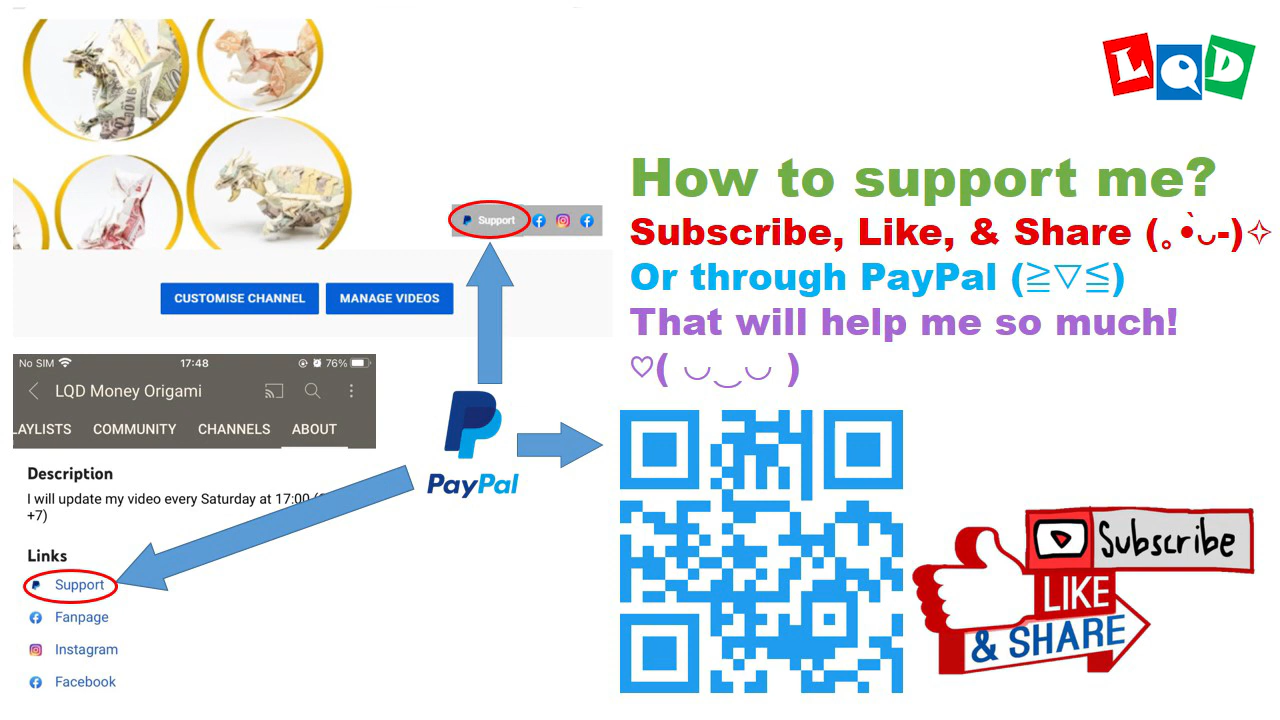 LQD
How to support me?
Subscribe, Like, & Share (｡•̀ᴗ-)✧
Or through PayPal (≧▽≦)
That will help me so much!
♡( ◡‿◡ )
Support
CUSTOMISE CHANNEL
MANAGE VIDEOS
No SIM 17:48 76%
LQD Money Origami
LAYLISTS COMMUNITY CHANNELS ABOUT
Description
I will update my video every Saturday at 17:00
+7)
Links
Support
Fanpage
Instagram
Facebook
PayPal
Subscribe
LIKE
& SHARE